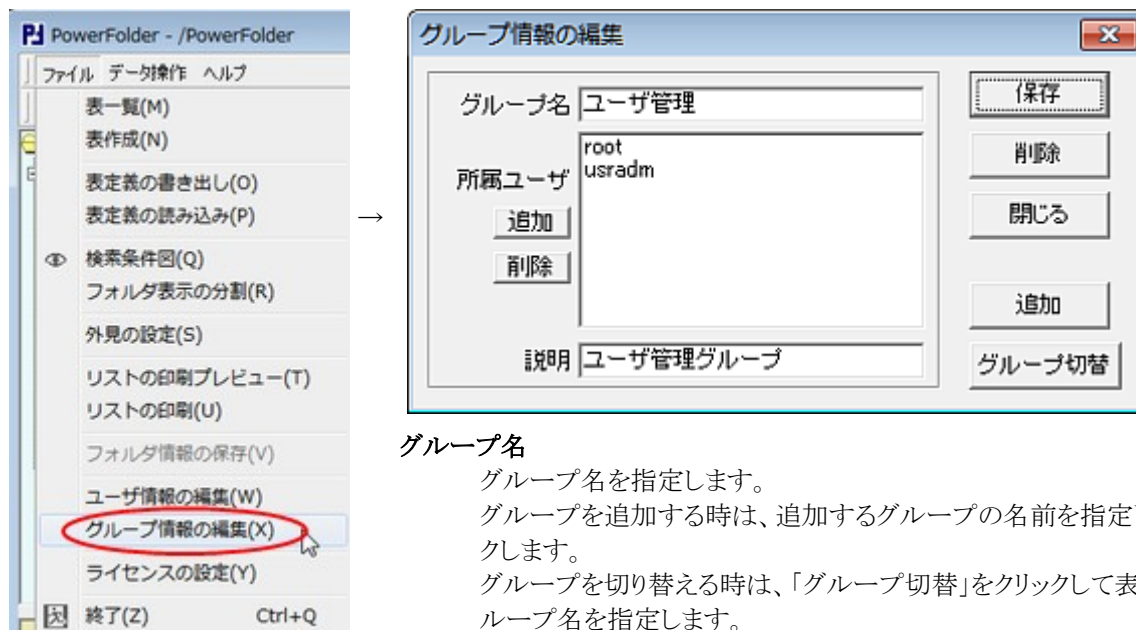 PowerFolder - /PowerFolder
ファイル データ操作 ヘルプ
表一覧(M)
表作成(N)
表定義の書き出し(O)
表定義の読み込み(P)
検索条件図(Q)
フォルダ表示の分割(R)
外見の設定(S)
リストの印刷プレビュー(T)
リストの印刷(U)
フォルダ情報の保存(V)
ユーザ情報の編集(W)
グループ情報の編集(X)
ライセンスの設定(Y)
終了(Z) Ctrl+Q
→
グループ情報の編集
グループ名 ユーザ管理
所属ユーザ
root
usradm
追加
削除
説明 ユーザ管理グループ
保存
削除
閉じる
追加
グループ切替
グループ名
グループ名を指定します。
グループを追加する時は、追加するグループの名前を指定
クします。
グループを切り替える時は、「グループ切替」をクリックして表
ループ名を指定します。